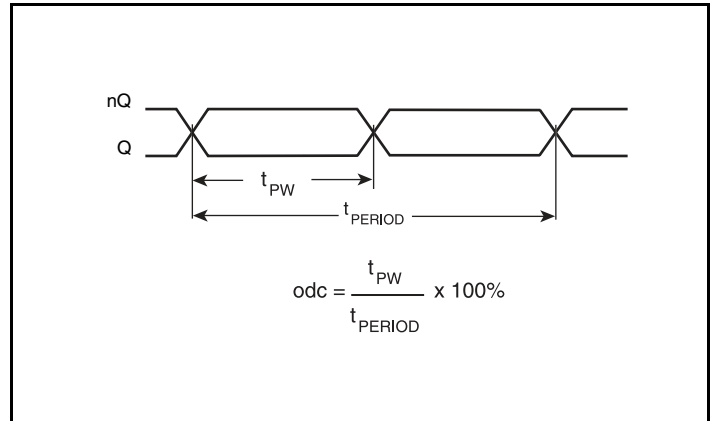 nQ
Q
tPW
tPERIOD
odc = tPW / tPERIOD x 100%